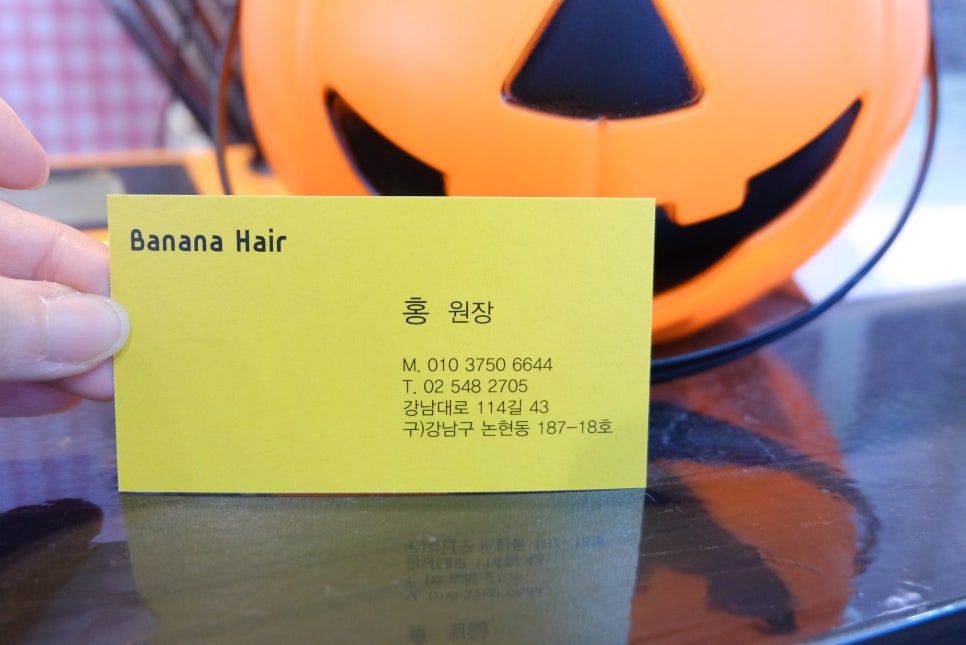 Banana Hair
홍 원장
M. 010 3750 6644
T. 02 548 2705
강남대로 114길 43
구)강남구 논현동 187-18호